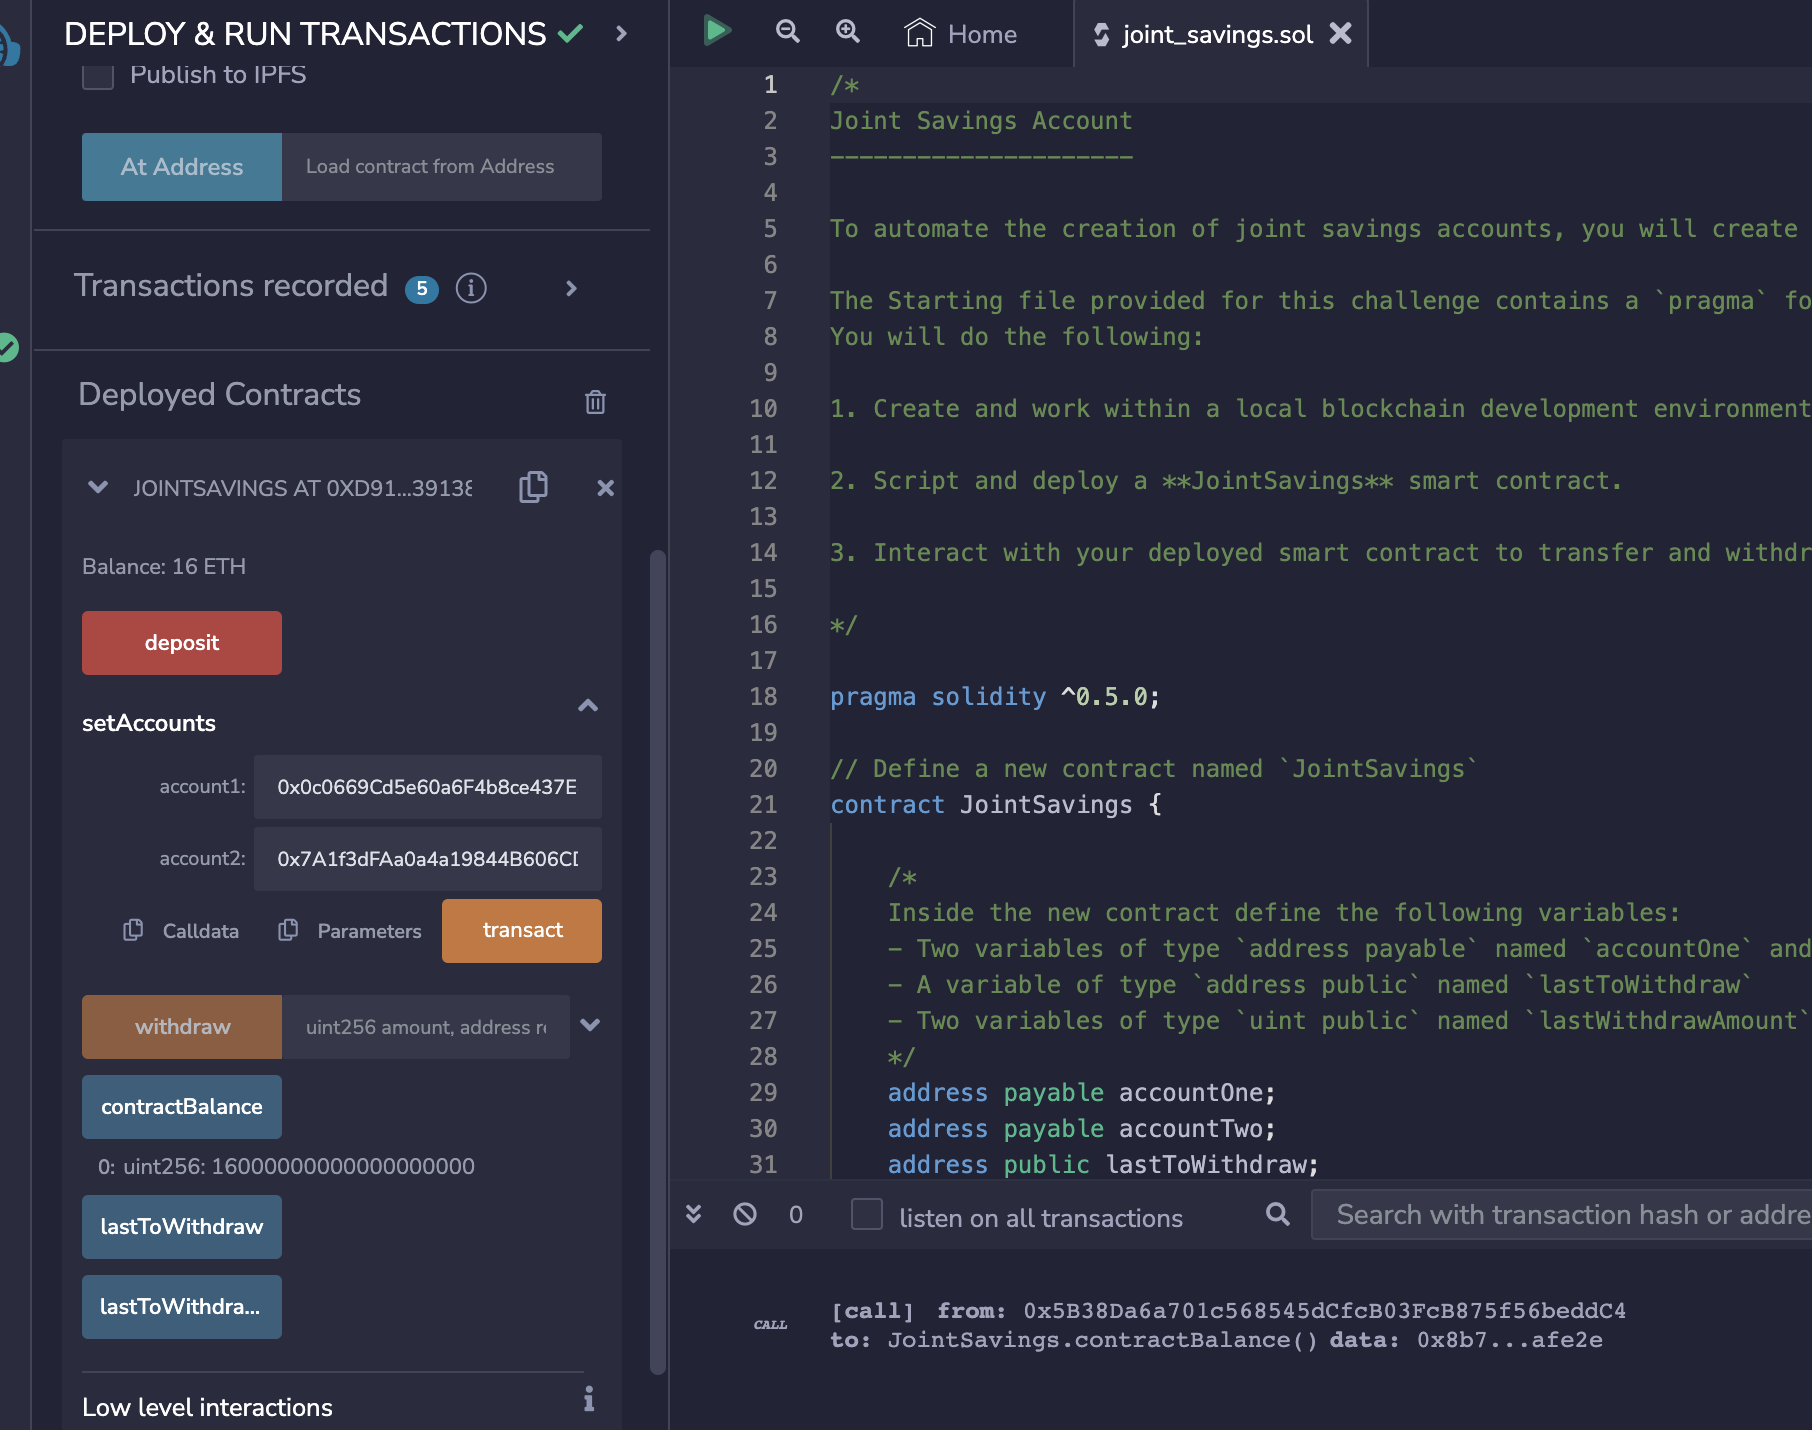 DEPLOY & RUN TRANSACTIONS
Publish to IPFS
At Address
Load contract from Address
Transactions recorded 5
Deployed Contracts
JOINTSAVINGS AT 0XD91...39138
Balance: 16 ETH
deposit
setAccounts
account1: 0x0c0669Cd5e60a6F4b8ce437E
account2: 0x7A1f3dFAa0a4a19844B606CD
Calldata Parameters transact
withdraw uint256 amount, address re
contractBalance
0: uint256: 16000000000000000000
lastToWithdraw
lastToWithdra...
Low level interactions
Home
joint_savings.sol
1 /*
2 Joint Savings Account
3 ---------------------
4
5 To automate the creation of joint savings accounts, you will create
6
7 The Starting file provided for this challenge contains a `pragma` fo
8 You will do the following:
9
10 1. Create and work within a local blockchain development environment
11
12 2. Script and deploy a **JointSavings** smart contract.
13
14 3. Interact with your deployed smart contract to transfer and withdr
15
16 */
17
18 pragma solidity ^0.5.0;
19
20 // Define a new contract named `JointSavings`
21 contract JointSavings {
22
23 /*
24 Inside the new contract define the following variables:
25 - Two variables of type `address payable` named `accountOne` and
26 - A variable of type `address public` named `lastToWithdraw`
27 - Two variables of type `uint public` named `lastWithdrawAmount`
28 */
29 address payable accountOne;
30 address payable accountTwo;
31 address public lastToWithdraw;
0 listen on all transactions
Search with transaction hash or addre
CALL
[call] from: 0x5B38Da6a701c568545dCfcB03FcB875f56beddC4
to: JointSavings.contractBalance() data: 0x8b7...afe2e